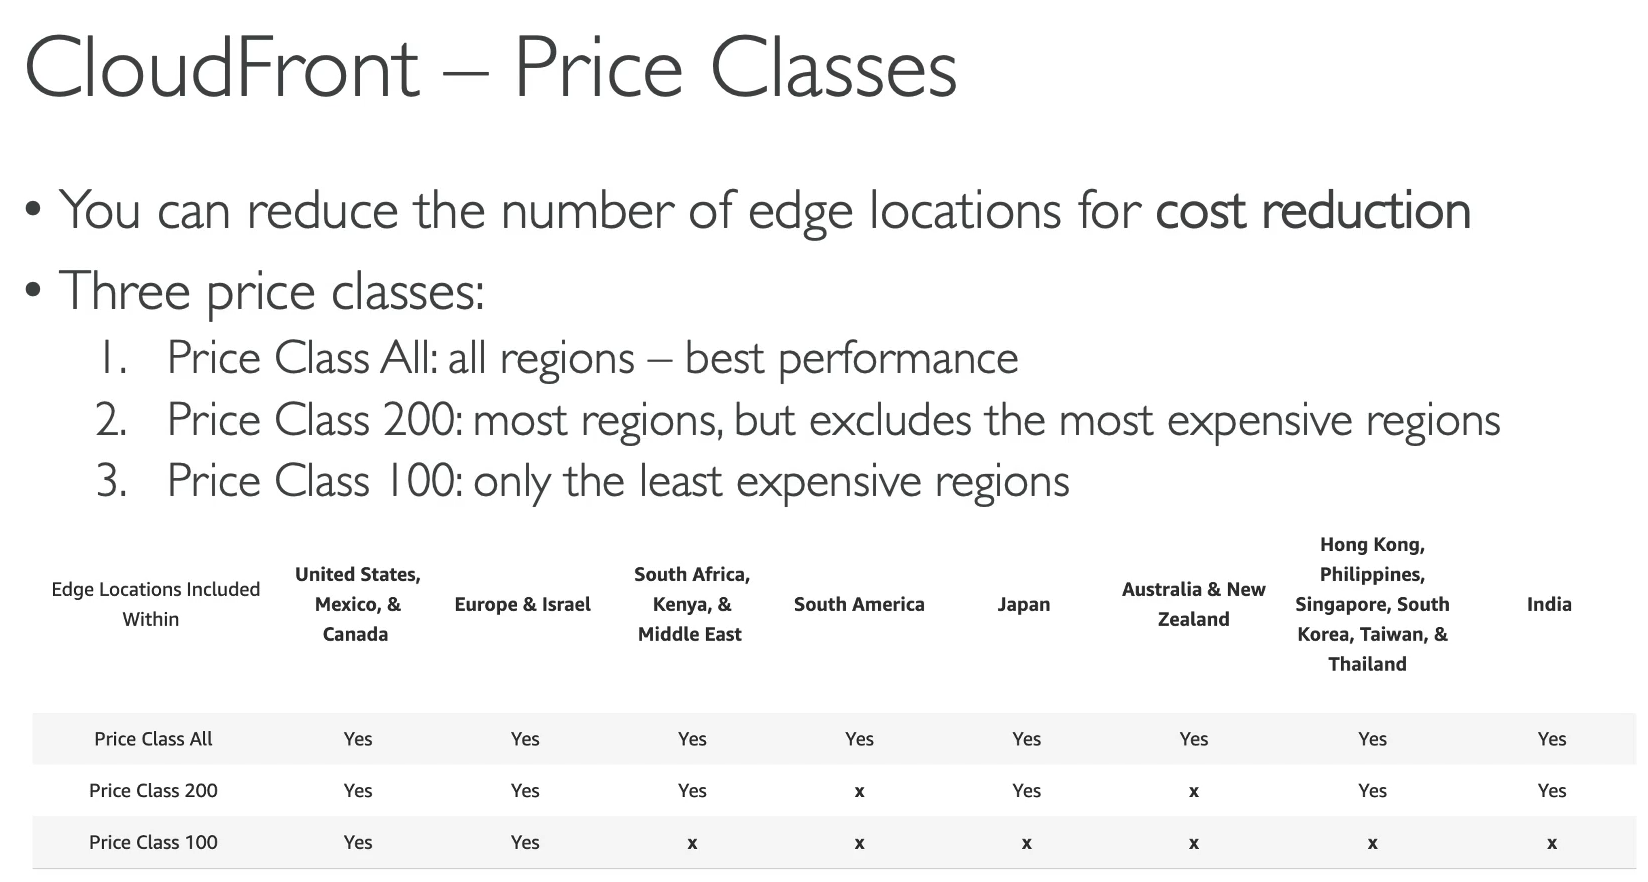 CloudFront – Price Classes
• You can reduce the number of edge locations for cost reduction
• Three price classes:
1. Price Class All: all regions – best performance
2. Price Class 200: most regions, but excludes the most expensive regions
3. Price Class 100: only the least expensive regions
Edge Locations Included
Within
United States,
Mexico, &
Canada
Europe & Israel
South Africa,
Kenya, &
Middle East
South America
Japan
Australia & New
Zealand
Hong Kong,
Philippines,
Singapore, South
Korea, Taiwan, &
Thailand
India
Price Class All Yes Yes Yes Yes Yes Yes Yes Yes
Price Class 200 Yes Yes Yes x Yes x Yes Yes
Price Class 100 Yes Yes x x x x x x